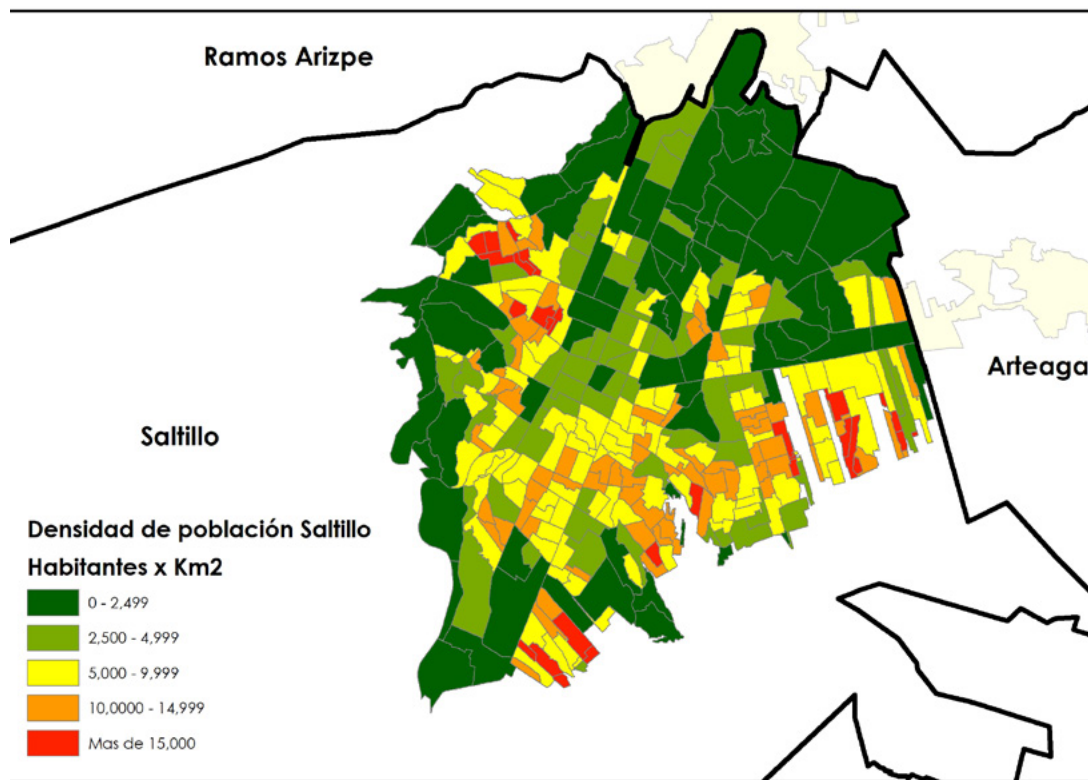 Ramos Arizpe
Arteaga
Saltillo
Densidad de población Saltillo
Habitantes x Km2
0 - 2,499
2,500 - 4,999
5,000 - 9,999
10,0000 - 14,999
Mas de 15,000